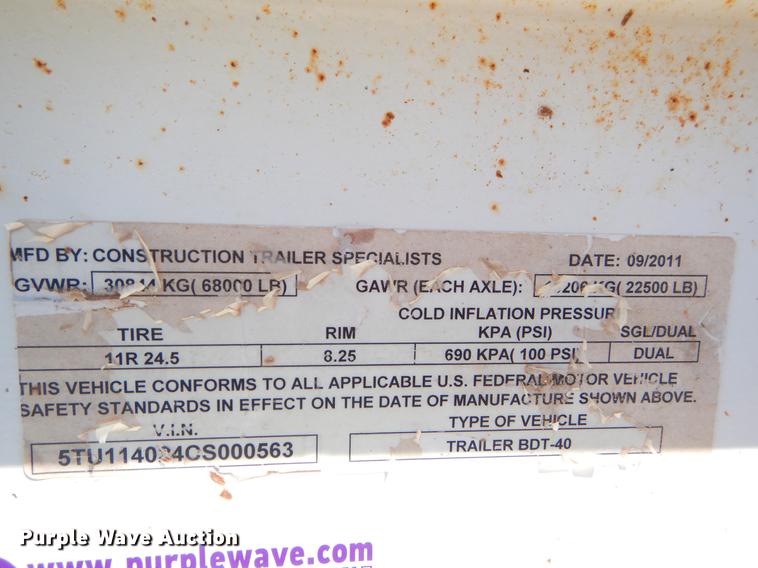 MFD BY: CONSTRUCTION TRAILER SPECIALISTS DATE: 09/2011
GVWR: KG( 68000 LB) GAWR (EACH AXLE): KG( 22500 LB)
COLD INFLATION PRESSUR
TIRE RIM KPA (PSI) SGL/DUAL
11R 24.5 8.25 690 KPA( 100 PSI DUAL
THIS VEHICLE CONFORMS TO ALL APPLICABLE U.S. FEDERAL MOTOR VEHICLE
SAFETY STANDARDS IN EFFECT ON THE DATE OF MANUFACTURE SHOWN ABOVE.
V.I.N. TYPE OF VEHICLE
TRAILER BDT-40
Purple Wave Auction
www.purplewave.com